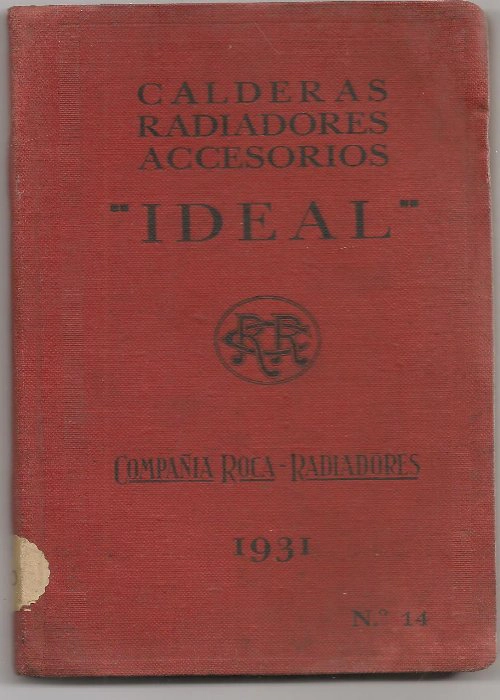 CALDERAS
RADIADORES
ACCESORIOS
"IDEAL"
CRR
COMPAÑIA ROCA-RADIADORES
1931
N.º 14